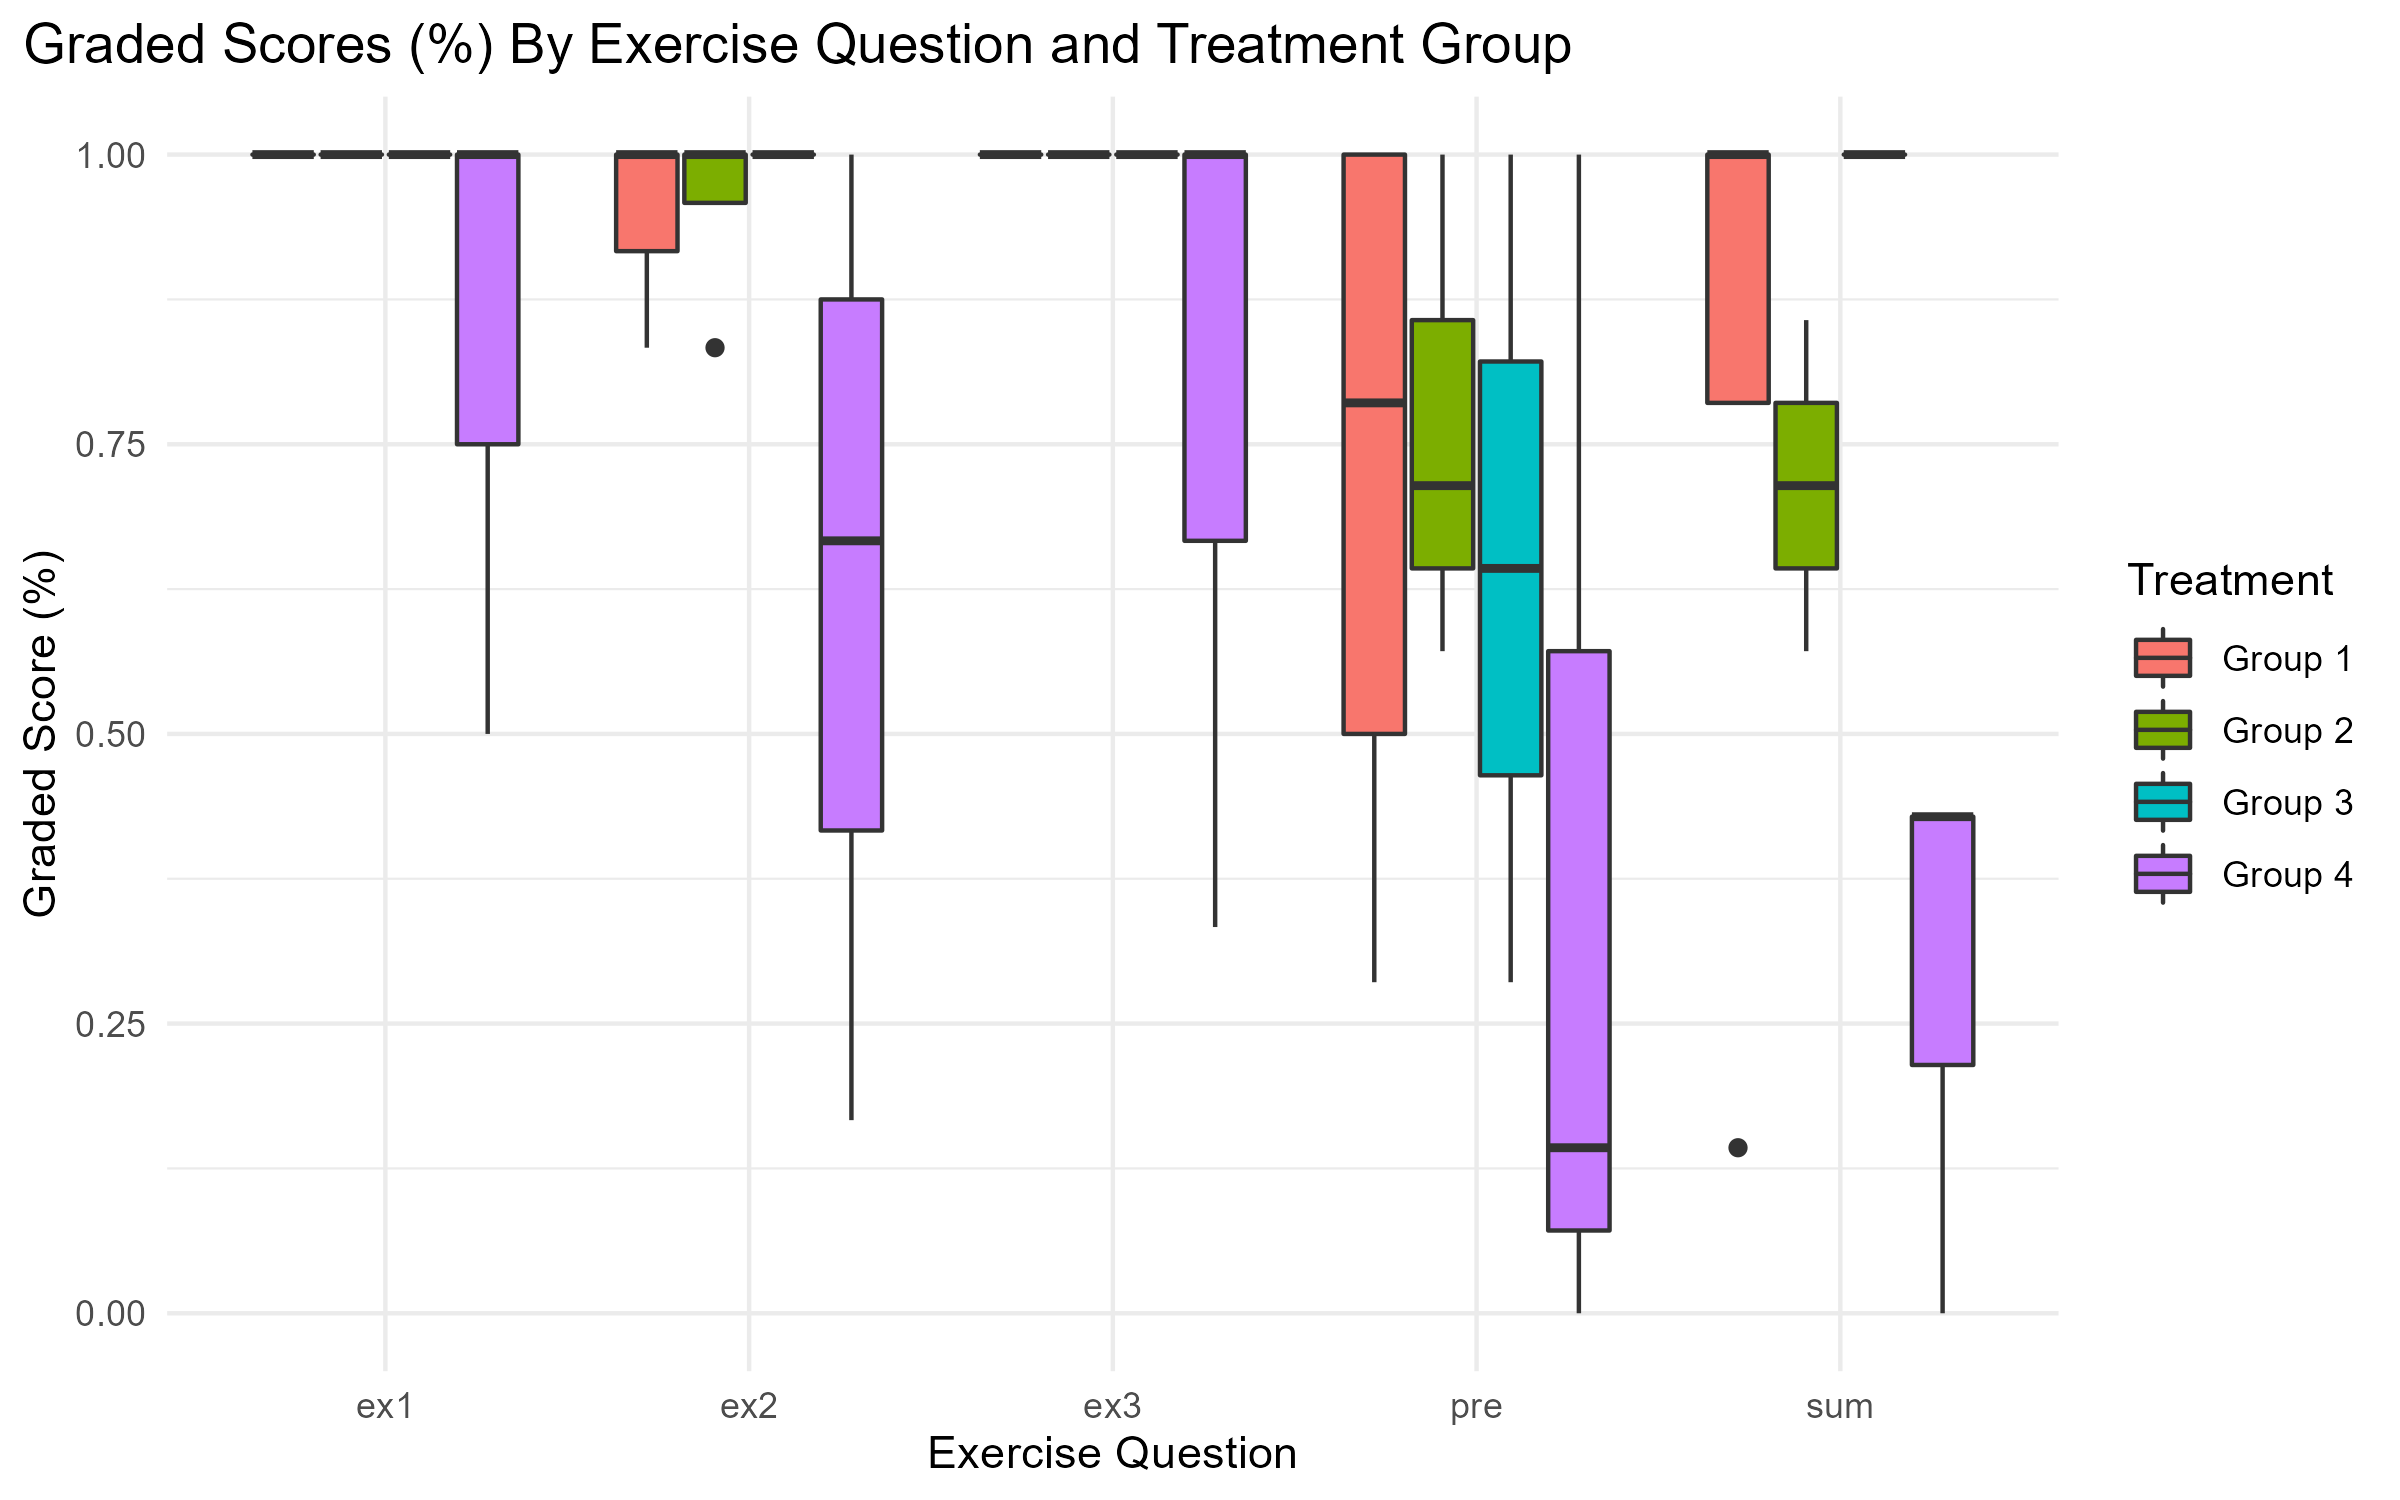 Graded Scores (%) By Exercise Question and Treatment Group
Graded Score (%)
1.00
0.75
0.50
0.25
0.00
ex1
ex2
ex3
pre
sum
Exercise Question
Treatment
Group 1
Group 2
Group 3
Group 4